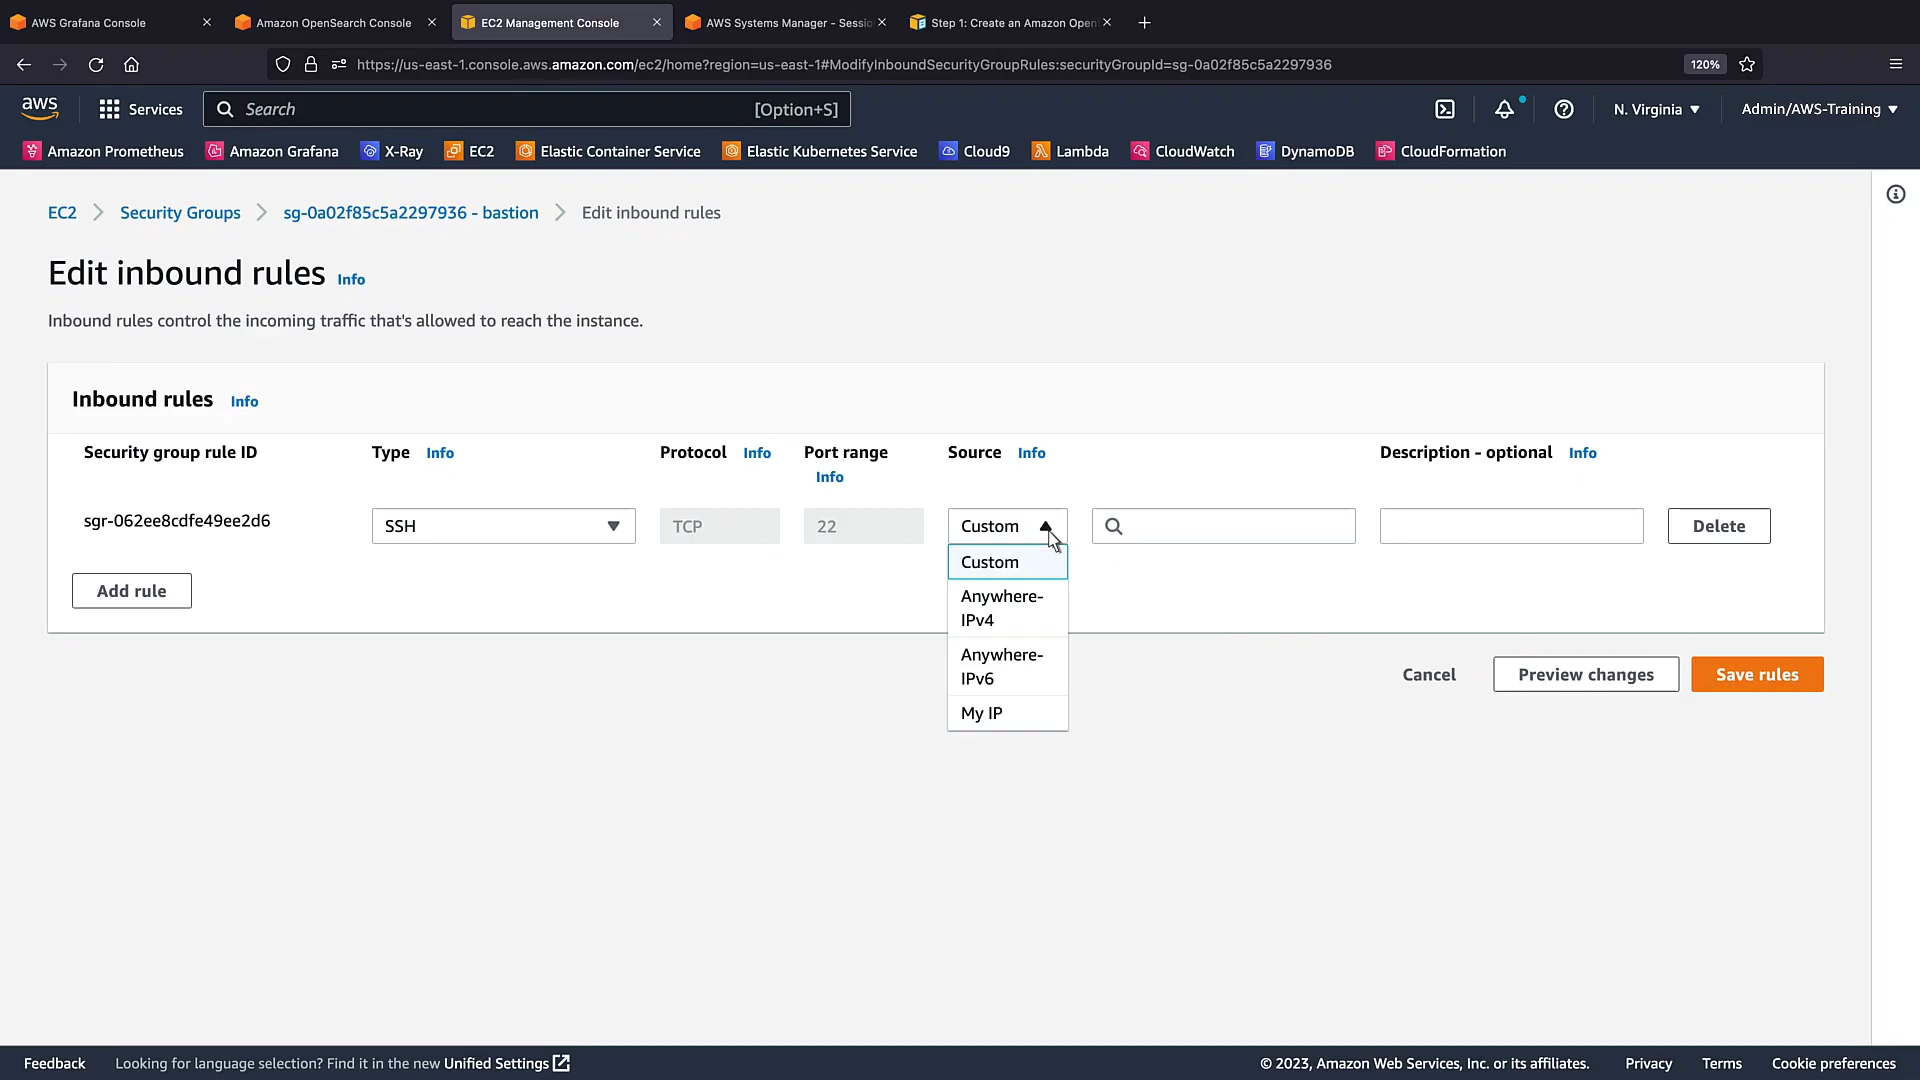 AWS Grafana Console
Amazon OpenSearch Console
EC2 Management Console
AWS Systems Manager - Sessio
Step 1: Create an Amazon Open
https://us-east-1.console.aws.amazon.com/ec2/home?region=us-east-1#ModifyInboundSecurityGroupRules:securityGroupId=sg-0a02f85c5a2297936
120%
aws
Services
Search
[Option+S]
N. Virginia
Admin/AWS-Training
Amazon Prometheus
Amazon Grafana
X-Ray
EC2
Elastic Container Service
Elastic Kubernetes Service
Cloud9
Lambda
CloudWatch
DynamoDB
CloudFormation
EC2
Security Groups
sg-0a02f85c5a2297936 - bastion
Edit inbound rules
Edit inbound rules Info
Inbound rules control the incoming traffic that's allowed to reach the instance.
Inbound rules Info
Security group rule ID
Type Info
Protocol Info
Port range
Info
Source Info
Description - optional Info
sgr-062ee8cdfe49ee2d6
SSH
TCP
22
Custom
Delete
Custom
Anywhere-
IPv4
Anywhere-
IPv6
My IP
Add rule
Cancel
Preview changes
Save rules
Feedback
Looking for language selection? Find it in the new Unified Settings
© 2023, Amazon Web Services, Inc. or its affiliates.
Privacy
Terms
Cookie preferences